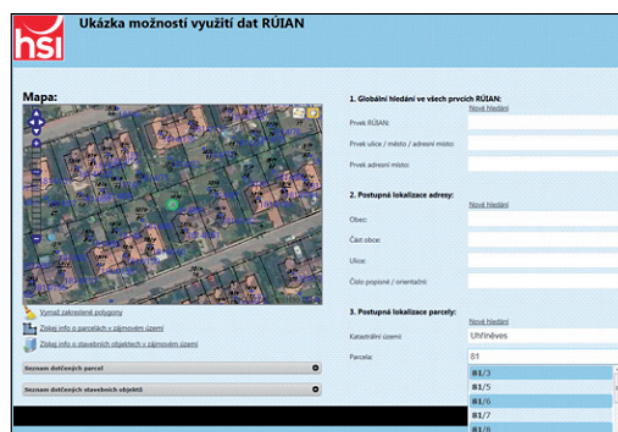 hsi
Ukázka možností využití dat RÚIAN
Mapa:
Vymaž zakreslené polygony
Získej info o parcelách v zájmovém území
Získej info o stavebních objektech v zájmovém území
Seznam dotčených parcel
Seznam dotčených stavebních objektů
1. Globální hledání ve všech prvcích RÚIAN:
Nové hledání
Prvek RÚIAN:
Prvek ulice / město / adresní místo:
Prvek adresní místo:
2. Postupná lokalizace adresy:
Nové hledání
Obec:
Část obce:
Ulice:
Číslo popisné / orientační:
3. Postupná lokalizace parcely:
Nové hledání
Katastrální území: Uhříněves
Parcela: 81
81/3
81/5
81/6
81/7
81/8